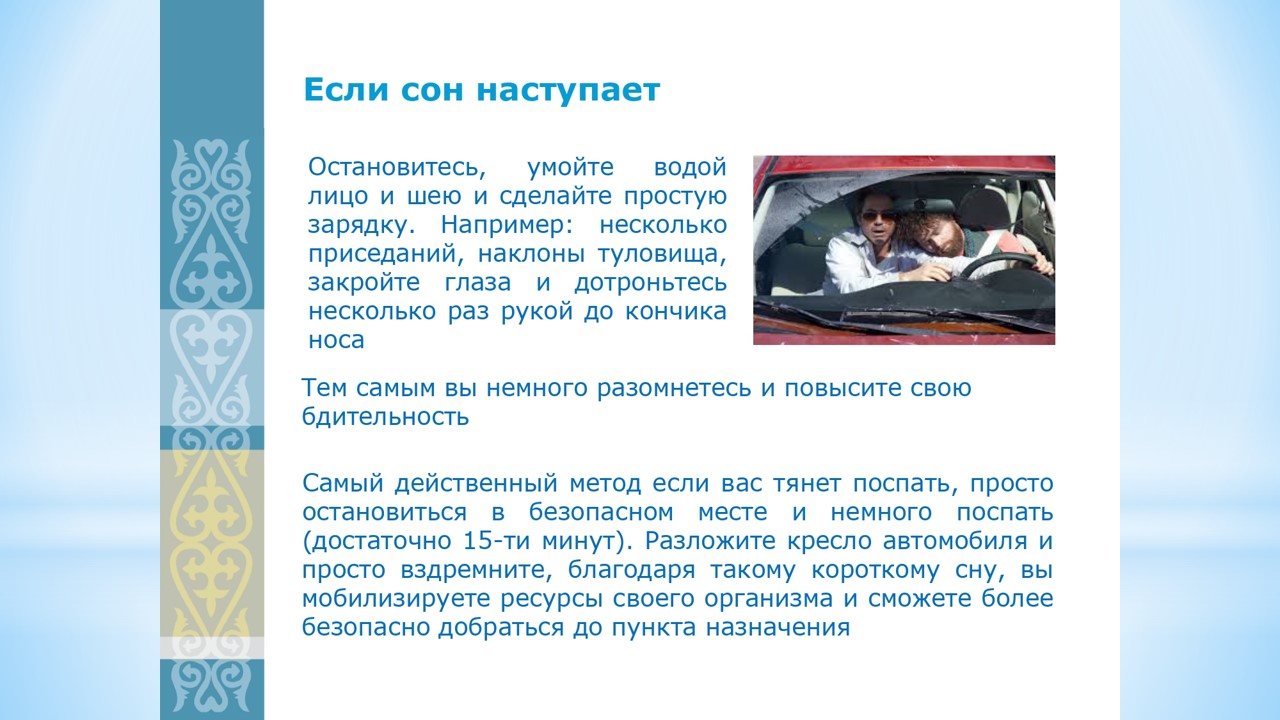 Если сон наступает
Остановитесь, умойте водой
лицо и шею и сделайте простую
зарядку. Например: несколько
приседаний, наклоны туловища,
закройте глаза и дотроньтесь
несколько раз рукой до кончика
носа
Тем самым вы немного разомнетесь и повысите свою
бдительность
Самый действенный метод если вас тянет поспать, просто
остановиться в безопасном месте и немного поспать
(достаточно 15-ти минут). Разложите кресло автомобиля и
просто вздремните, благодаря такому короткому сну, вы
мобилизируете ресурсы своего организма и сможете более
безопасно добраться до пункта назначения